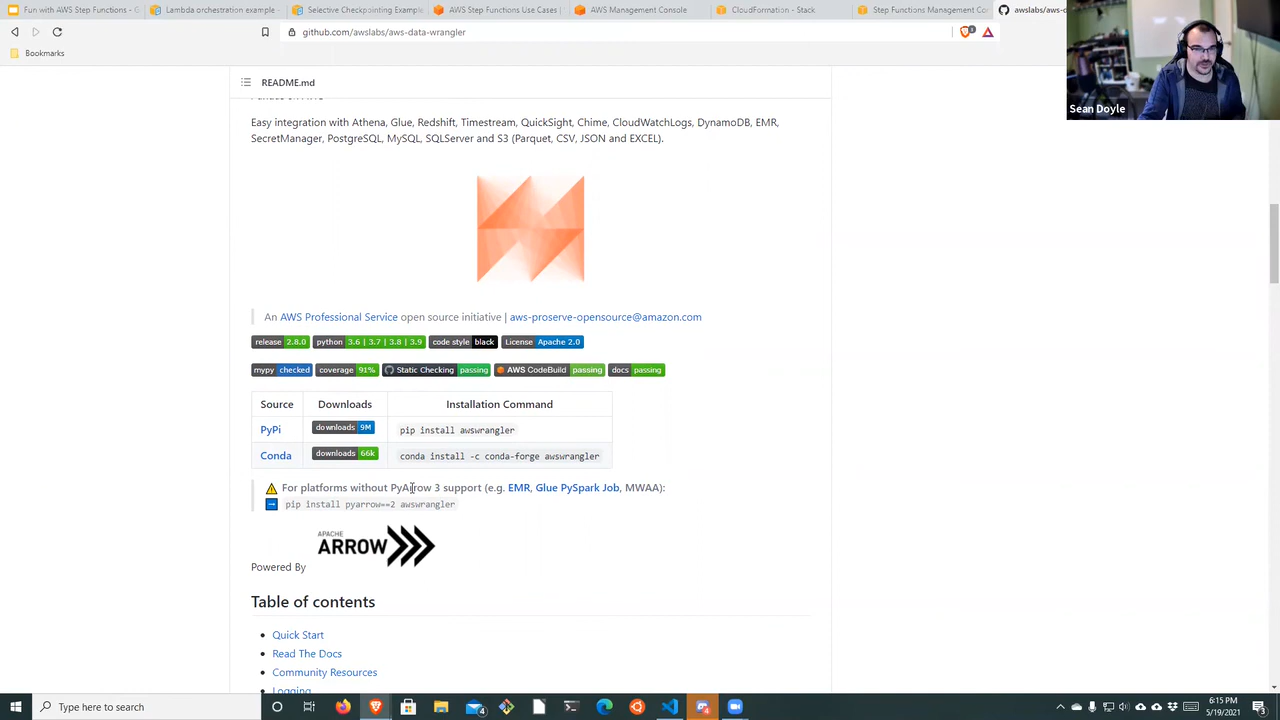 Fun with AWS Step Functions - G
Lambda orchestration example
Selective Checkpointing Example
AWS Step Functions Use Cases |
AWS Management Console
CloudFormation - Stack
Step Functions Management Co
awslabs/aws-d
github.com/awslabs/aws-data-wrangler
Bookmarks
Sean Doyle
README.md
Easy integration with Athena, Glue, Redshift, Timestream, QuickSight, Chime, CloudWatchLogs, DynamoDB, EMR,
SecretManager, PostgreSQL, MySQL, SQLServer and S3 (Parquet, CSV, JSON and EXCEL).
An AWS Professional Service open source initiative | aws-proserve-opensource@amazon.com
release 2.8.0 python 3.6 | 3.7 | 3.8 | 3.9 code style black License Apache 2.0
mypy checked coverage 91% Static Checking passing AWS CodeBuild passing docs passing
Source Downloads Installation Command
PyPi downloads 9M pip install awswrangler
Conda downloads 66k conda install -c conda-forge awswrangler
For platforms without PyArrow 3 support (e.g. EMR, Glue PySpark Job, MWAA):
pip install pyarrow==2 awswrangler
APACHE
ARROW
Powered By
Table of contents
Quick Start
Read The Docs
Community Resources
Logging
Type here to search
6:15 PM
5/19/2021